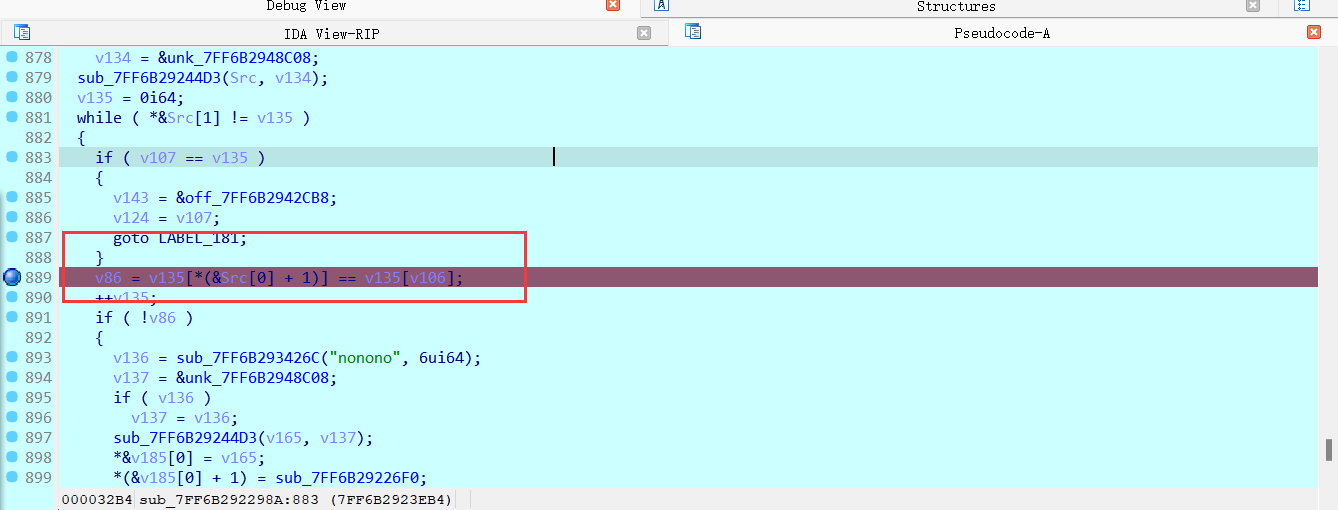 Debug View
Structures
IDA View-RIP
Pseudocode-A
878 v134 = &unk_7FF6B2948C08;
879 sub_7FF6B29244D3(Src, v134);
880 v135 = 0i64;
881 while ( *&Src[1] != v135 )
882 {
883 if ( v107 == v135 )
884 {
885 v143 = &off_7FF6B2942CB8;
886 v124 = v107;
887 goto LABEL_181;
888 }
889 v86 = v135[*(&Src[0] + 1)] == v135[v106];
890 ++v135;
891 if ( !v86 )
892 {
893 v136 = sub_7FF6B293426C("nonono", 6ui64);
894 v137 = &unk_7FF6B2948C08;
895 if ( v136 )
896 v137 = v136;
897 sub_7FF6B29244D3(v165, v137);
898 *&v185[0] = v165;
899 *(&v185[0] + 1) = sub_7FF6B29226F0;
000032B4 sub_7FF6B292298A:883 (7FF6B2923EB4)